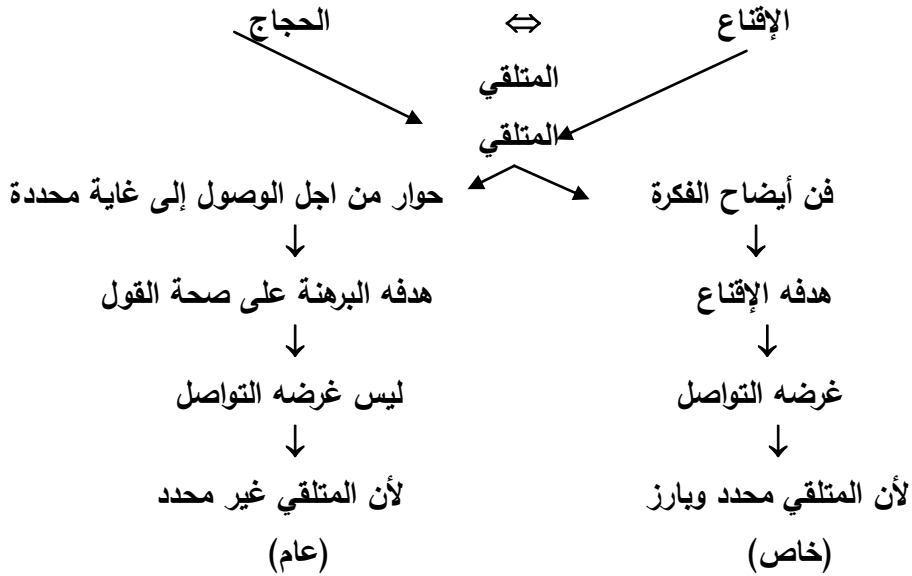 الإقناع ⇔ الحجاج
المتلقي
المتلقي
فن أيضاح الفكرة حوار من اجل الوصول إلى غاية محددة
↓ ↓
هدفه الإقناع هدفه البرهنة على صحة القول
↓ ↓
غرضه التواصل ليس غرضه التواصل
↓ ↓
لأن المتلقي محدد وبارز لأن المتلقي غير محدد
(خاص) (عام)